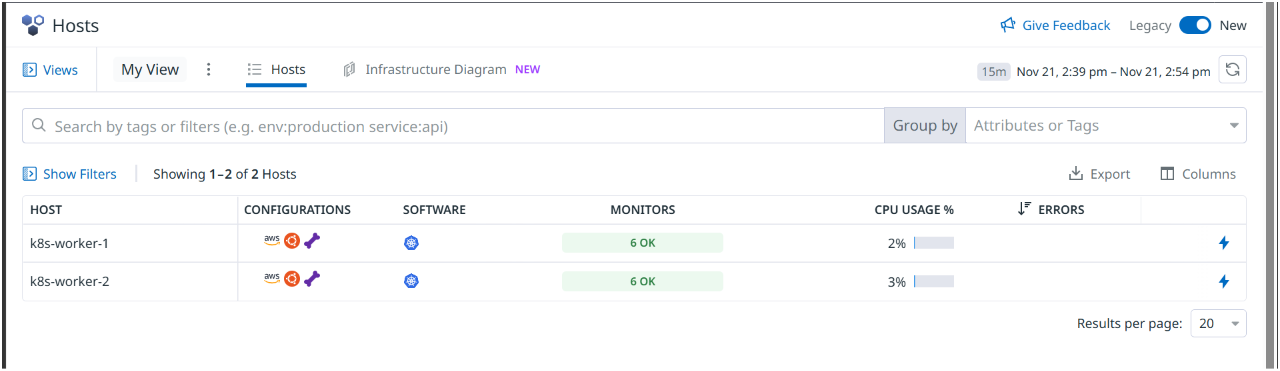 Hosts Give Feedback Legacy New
Views My View Hosts Infrastructure Diagram NEW 15m Nov 21, 2:39 pm – Nov 21, 2:54 pm
Search by tags or filters (e.g. env:production service:api) Group by Attributes or Tags
Show Filters Showing 1–2 of 2 Hosts Export Columns
HOST CONFIGURATIONS SOFTWARE MONITORS CPU USAGE % ERRORS
k8s-worker-1 aws 6 OK 2%
k8s-worker-2 aws 6 OK 3%
Results per page: 20